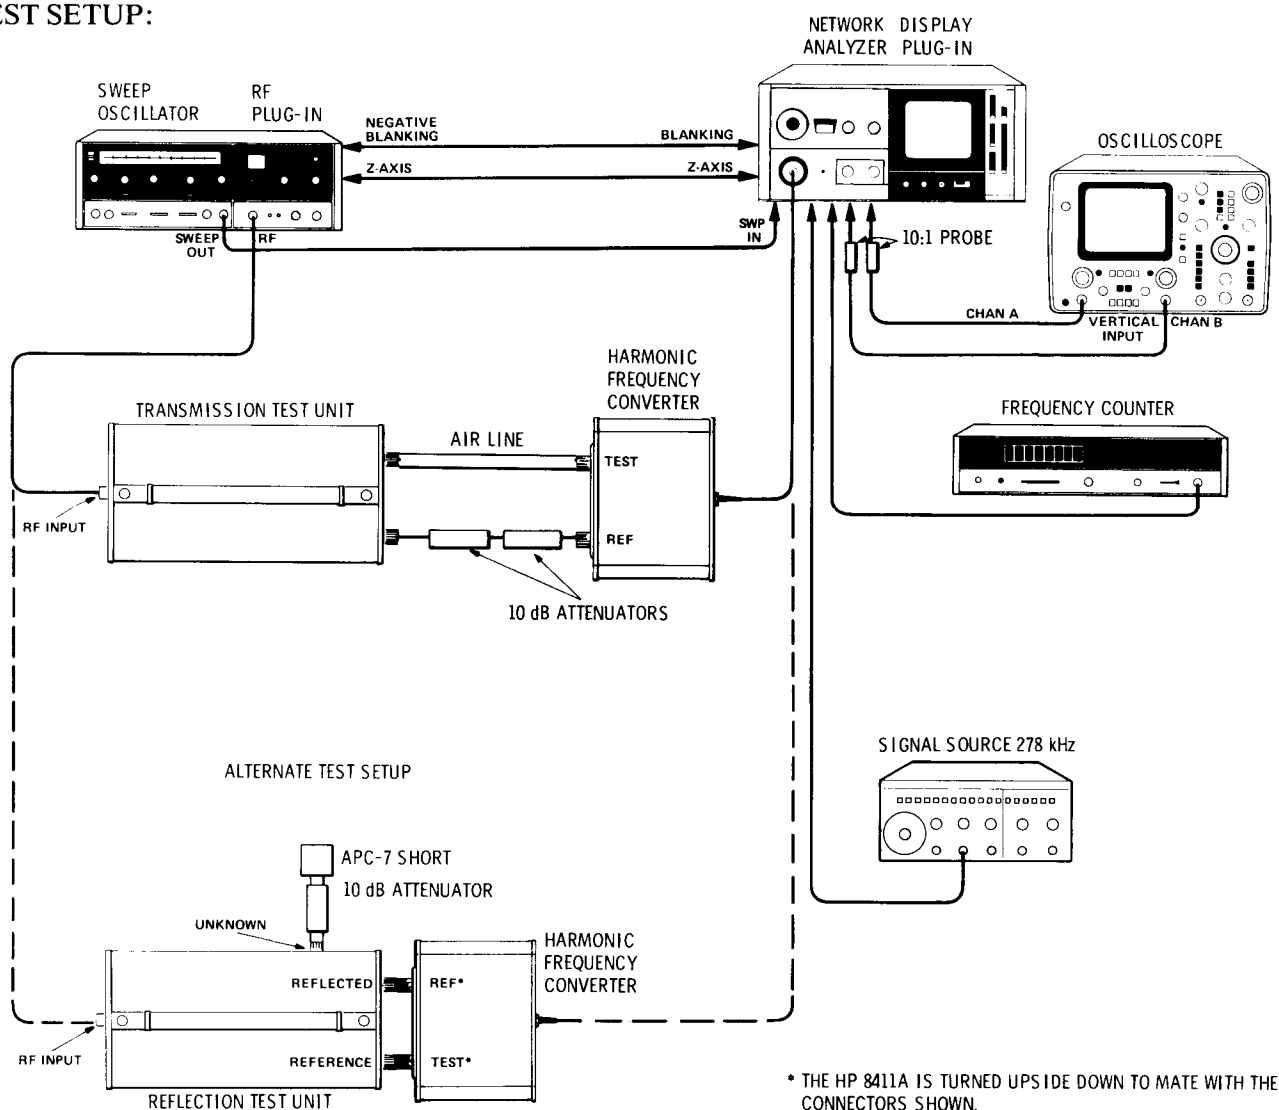 EST SETUP:
NETWORK DISPLAY
ANALYZER PLUG-IN
SWEEP
OSCILLATOR
RF
PLUG-IN
NEGATIVE
BLANKING
BLANKING
Z-AXIS
Z-AXIS
OSCILLOSCOPE
SWEEP
OUT
RF
SWP
IN
10:1 PROBE
CHAN A
VERTICAL
INPUT
CHAN B
HARMONIC
FREQUENCY
CONVERTER
TRANSMISSION TEST UNIT
AIR LINE
FREQUENCY COUNTER
TEST
RF INPUT
REF
10 dB ATTENUATORS
SIGNAL SOURCE 278 kHz
ALTERNATE TEST SETUP
APC-7 SHORT
10 dB ATTENUATOR
UNKNOWN
HARMONIC
FREQUENCY
CONVERTER
REFLECTED
REF*
RF INPUT
REFERENCE
TEST*
REFLECTION TEST UNIT
* THE HP 8411A IS TURNED UPSIDE DOWN TO MATE WITH THE
CONNECTORS SHOWN.